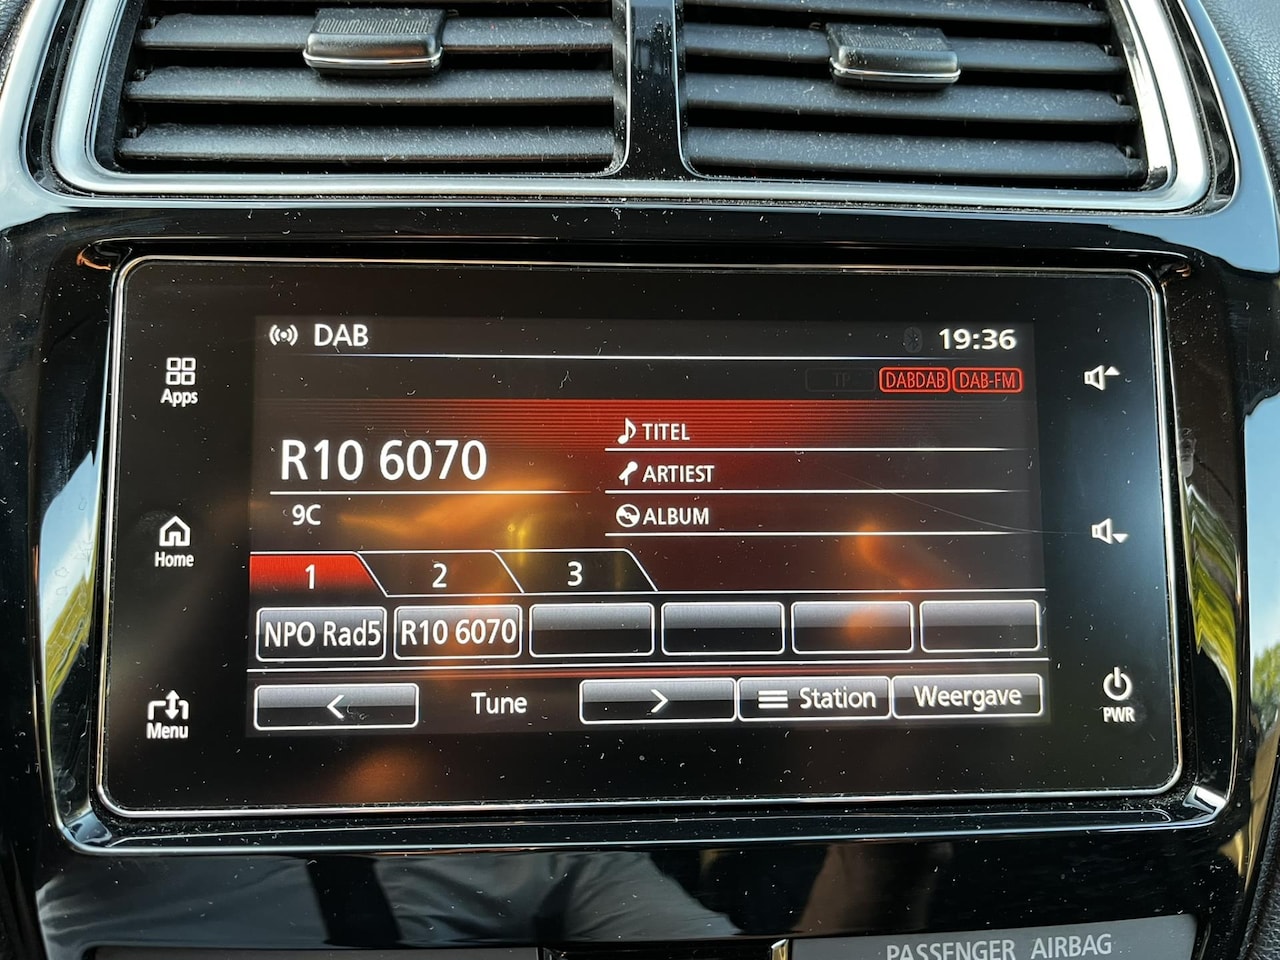 DAB
19:36
Apps
TP
DABDAB
DAB-FM
R10 6070
TITEL
ARTIEST
9C
ALBUM
Home
1
2
3
NPO Rad5
R10 6070
Menu
Tune
Station
Weergave
PWR
PASSENGER AIRBAG